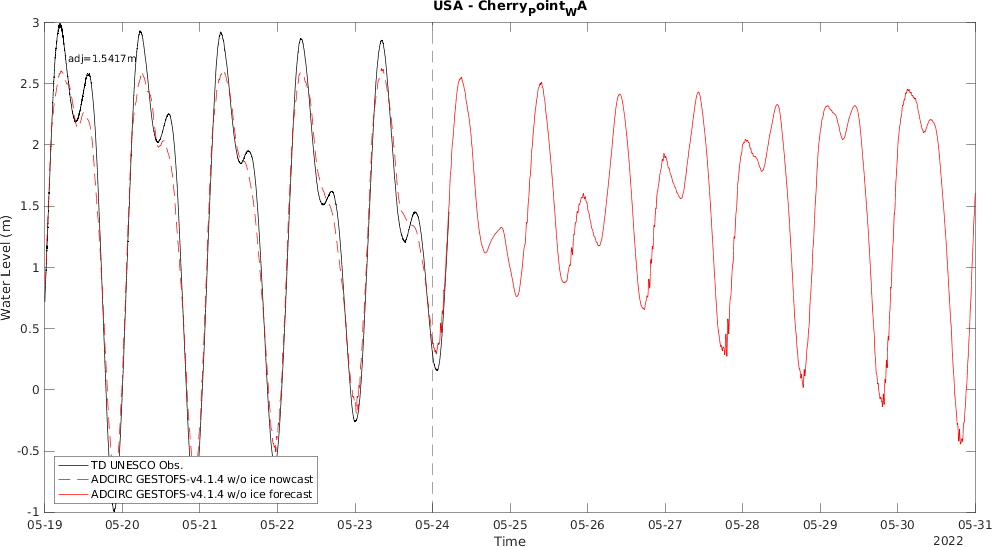 USA - CherryPointWA
3
2.5
2
1.5
1
0.5
0
-0.5
-1
Water Level (m)
adj=1.5417m
TD UNESCO Obs.
ADCIRC GESTOFS-v4.1.4 w/o ice nowcast
ADCIRC GESTOFS-v4.1.4 w/o ice forecast
05-19 05-20 05-21 05-22 05-23 05-24 05-25 05-26 05-27 05-28 05-29 05-30 05-31
Time
2022